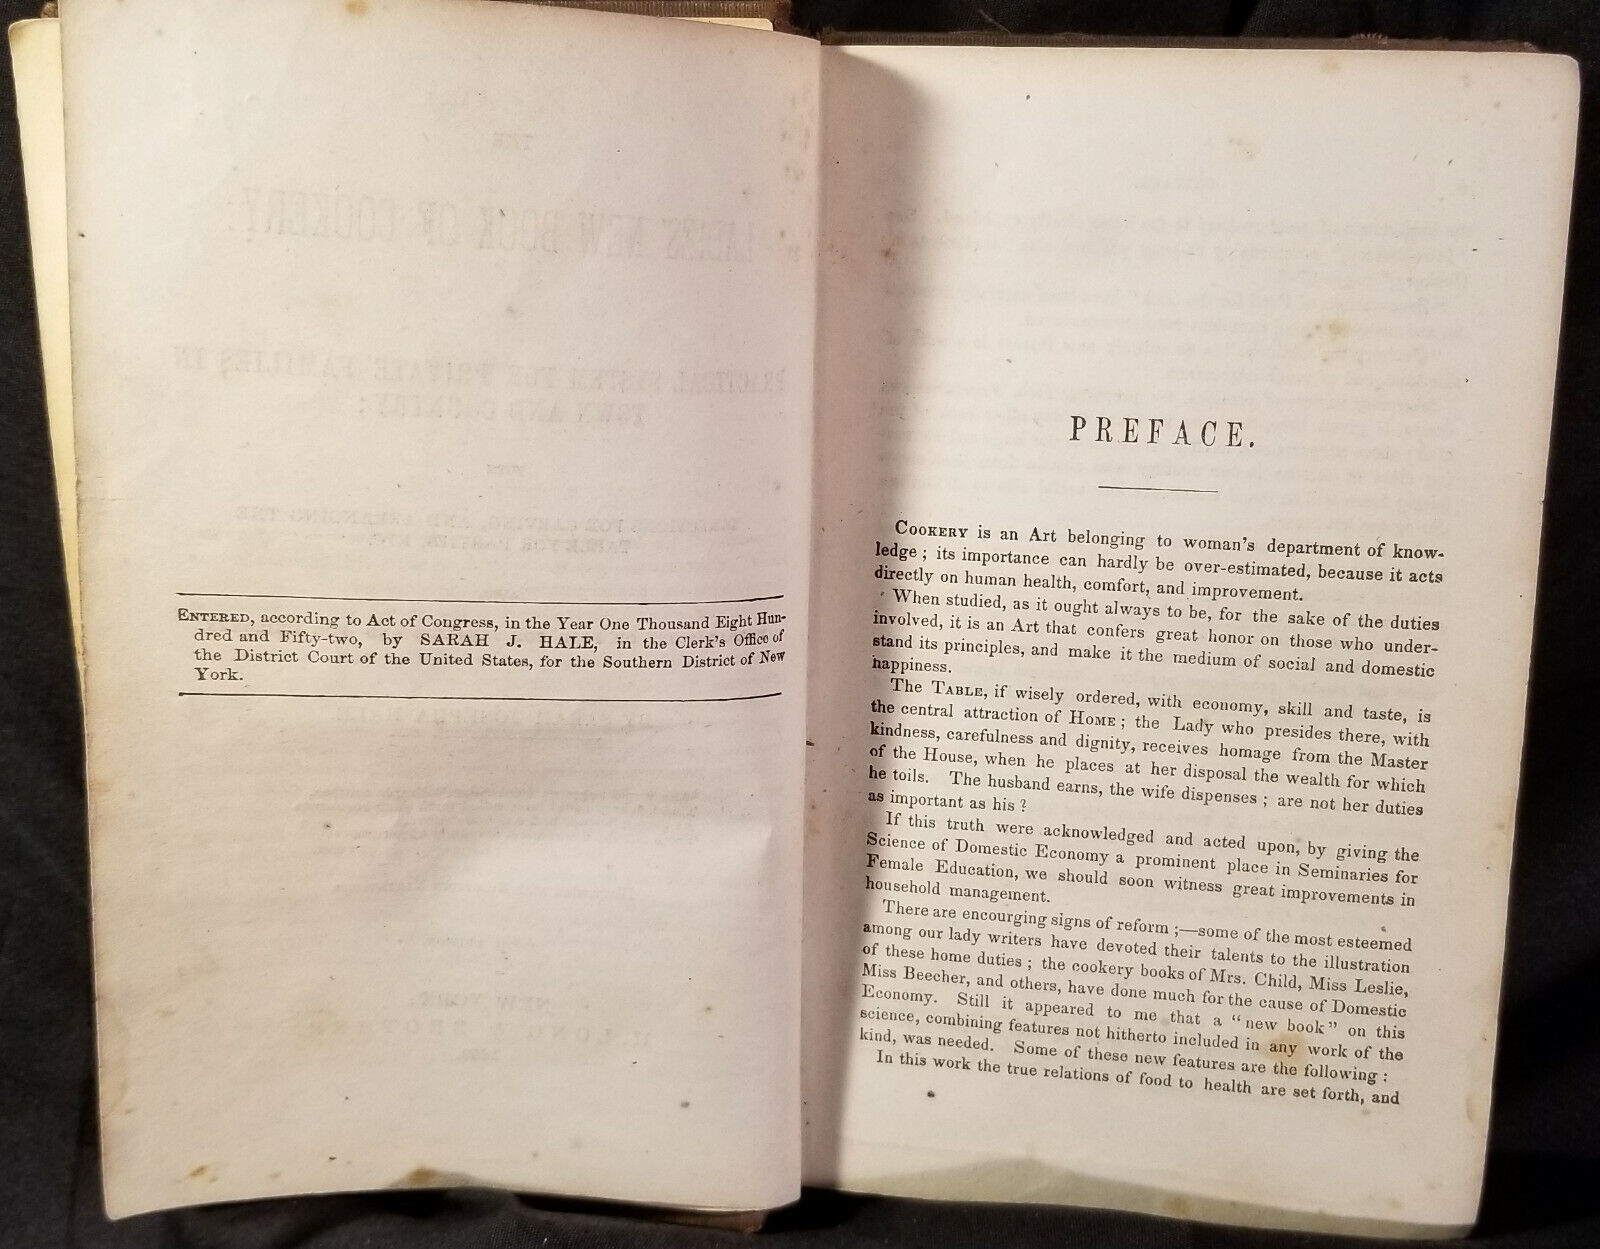 ENTERED, according to Act of Congress, in the Year One Thousand Eight Hun-
dred and Fifty-two, by SARAH J. HALE, in the Clerk's Office of
the District Court of the United States, for the Southern District of New
York.
PREFACE.
COOKERY is an Art belonging to woman's department of know-
ledge; its importance can hardly be over-estimated, because it acts
directly on human health, comfort, and improvement.
When studied, as it ought always to be, for the sake of the duties
involved, it is an Art that confers great honor on those who under-
stand its principles, and make it the medium of social and domestic
happiness.
The TABLE, if wisely ordered, with economy, skill and taste, is
the central attraction of HOME; the Lady who presides there, with
kindness, carefulness and dignity, receives homage from the Master
of the House, when he places at her disposal the wealth for which
he toils. The husband earns, the wife dispenses; are not her duties
as important as his?
If this truth were acknowledged and acted upon, by giving the
Science of Domestic Economy a prominent place in Seminaries for
Female Education, we should soon witness great improvements in
household management.
There are encourging signs of reform;—some of the most esteemed
among our lady writers have devoted their talents to the illustration
of these home duties; the cookery books of Mrs. Child, Miss Leslie,
Miss Beecher, and others, have done much for the cause of Domestic
Economy. Still it appeared to me that a "new book" on this
science, combining features not hitherto included in any work of the
kind, was needed. Some of these new features are the following:
In this work the true relations of food to health are set forth, and